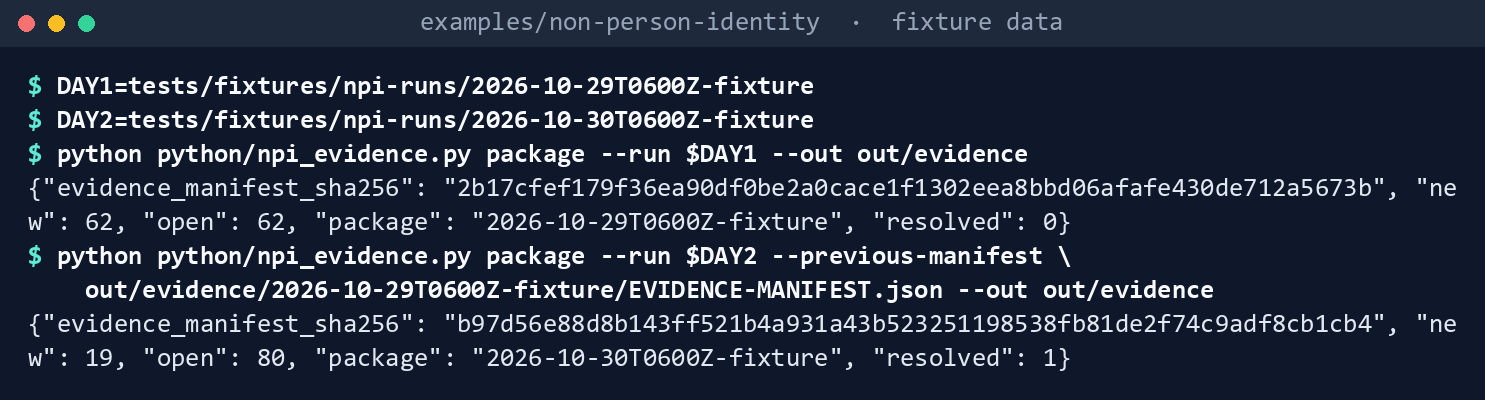 examples/non-person-identity · fixture data
$ DAY1=tests/fixtures/npi-runs/2026-10-29T0600Z-fixture
$ DAY2=tests/fixtures/npi-runs/2026-10-30T0600Z-fixture
$ python python/npi_evidence.py package --run $DAY1 --out out/evidence
{"evidence_manifest_sha256": "2b17cfef179f36ea90df0be2a0cace1f1302eea8bbd06afafe430de712a5673b", "ne
w": 62, "open": 62, "package": "2026-10-29T0600Z-fixture", "resolved": 0}
$ python python/npi_evidence.py package --run $DAY2 --previous-manifest \
    out/evidence/2026-10-29T0600Z-fixture/EVIDENCE-MANIFEST.json --out out/evidence
{"evidence_manifest_sha256": "b97d56e88d8b143ff521b4a931a43b523251198538fb81de2f74c9adf8cb1cb4", "ne
w": 19, "open": 80, "package": "2026-10-30T0600Z-fixture", "resolved": 1}